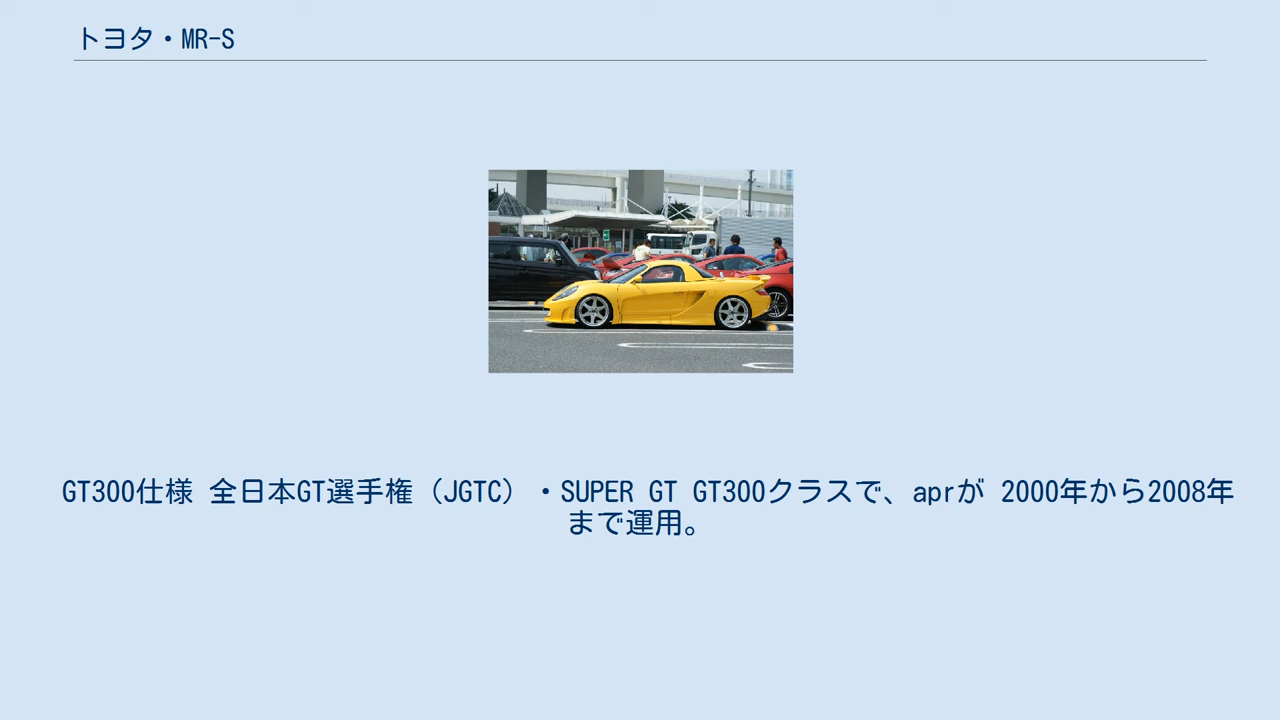 トヨタ・MR-S
GT300仕様 全日本GT選手権（JGTC）・SUPER GT GT300クラスで、aprが 2000年から2008年
まで運用。